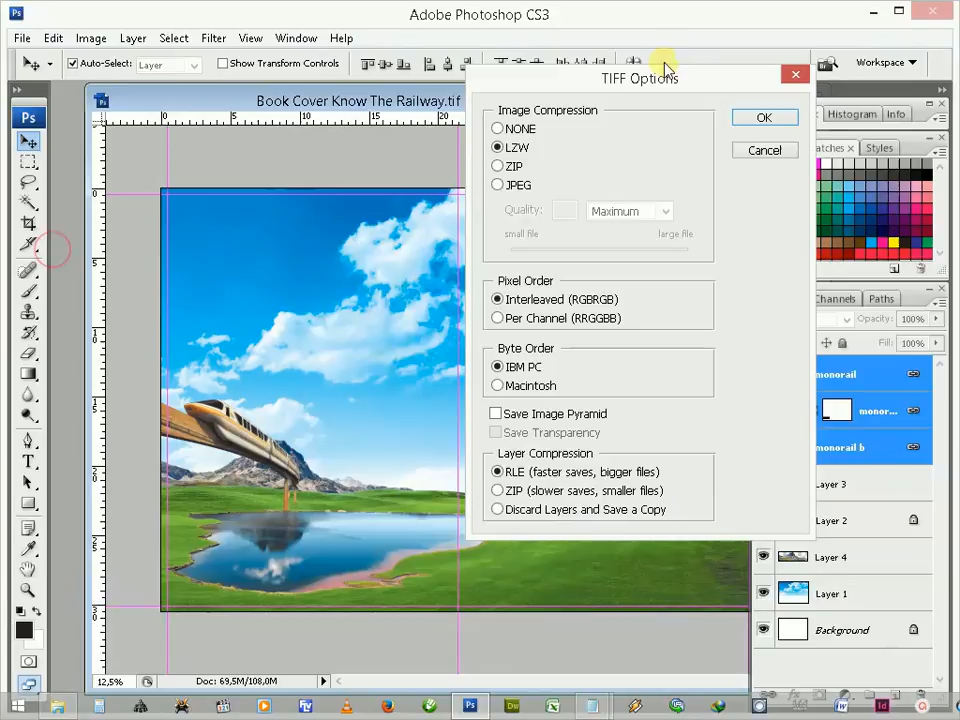 Adobe Photoshop CS3
File Edit Image Layer Select Filter View Window Help
Auto-Select: Layer Show Transform Controls Workspace
TIFF Options
Book Cover Know The Railway.tif
0 5 10 15 20
Image Compression
NONE
LZW
ZIP
JPEG
Quality: Maximum
small file large file
OK
Cancel
Pixel Order
Interleaved (RGBRGB)
Per Channel (RRGGBB)
Byte Order
IBM PC
Macintosh
Save Image Pyramid
Save Transparency
Layer Compression
RLE (faster saves, bigger files)
ZIP (slower saves, smaller files)
Discard Layers and Save a Copy
Histogram Info
Styles
Channels Paths
Opacity: 100%
Fill: 100%
monorail
monor...
monorail b
Layer 3
Layer 2
Layer 4
Layer 1
Background
12,5% Doc: 69,5M/108,0M